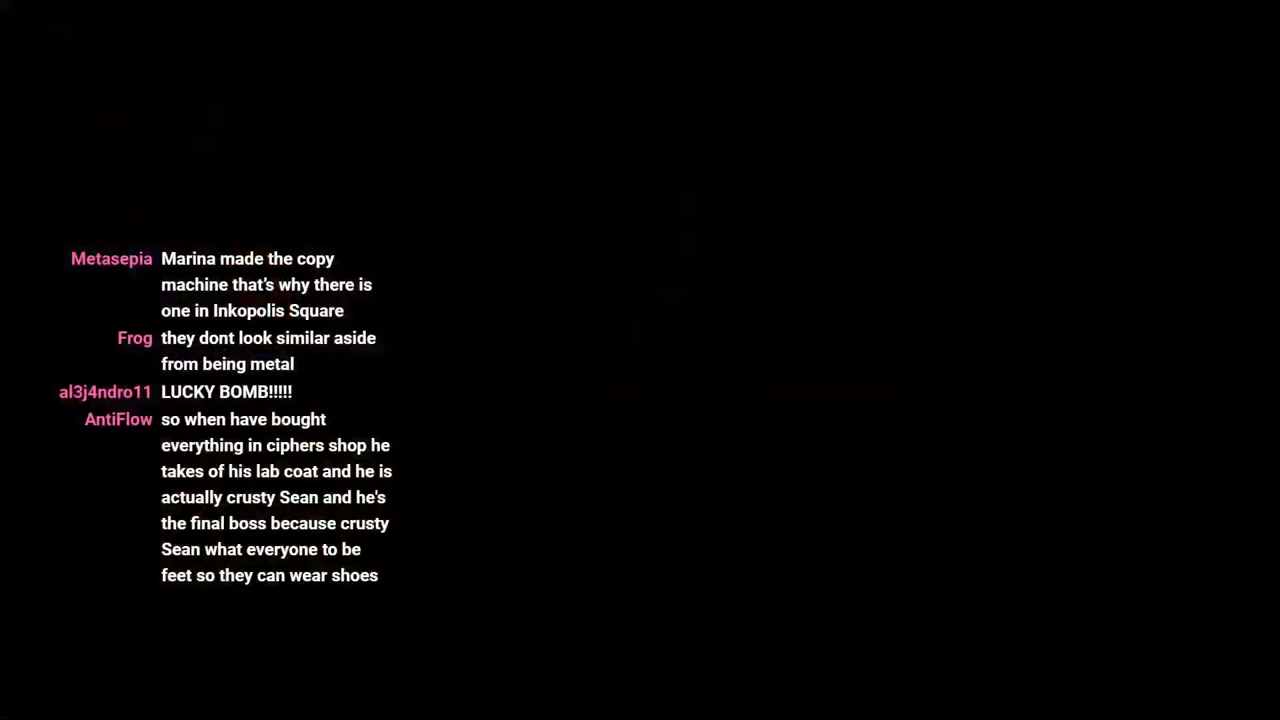 Metasepia Marina made the copy
machine that's why there is
one in Inkopolis Square
Frog they dont look similar aside
from being metal
al3j4ndro11 LUCKY BOMB!!!!!
AntiFlow so when have bought
everything in ciphers shop he
takes of his lab coat and he is
actually crusty Sean and he's
the final boss because crusty
Sean what everyone to be
feet so they can wear shoes